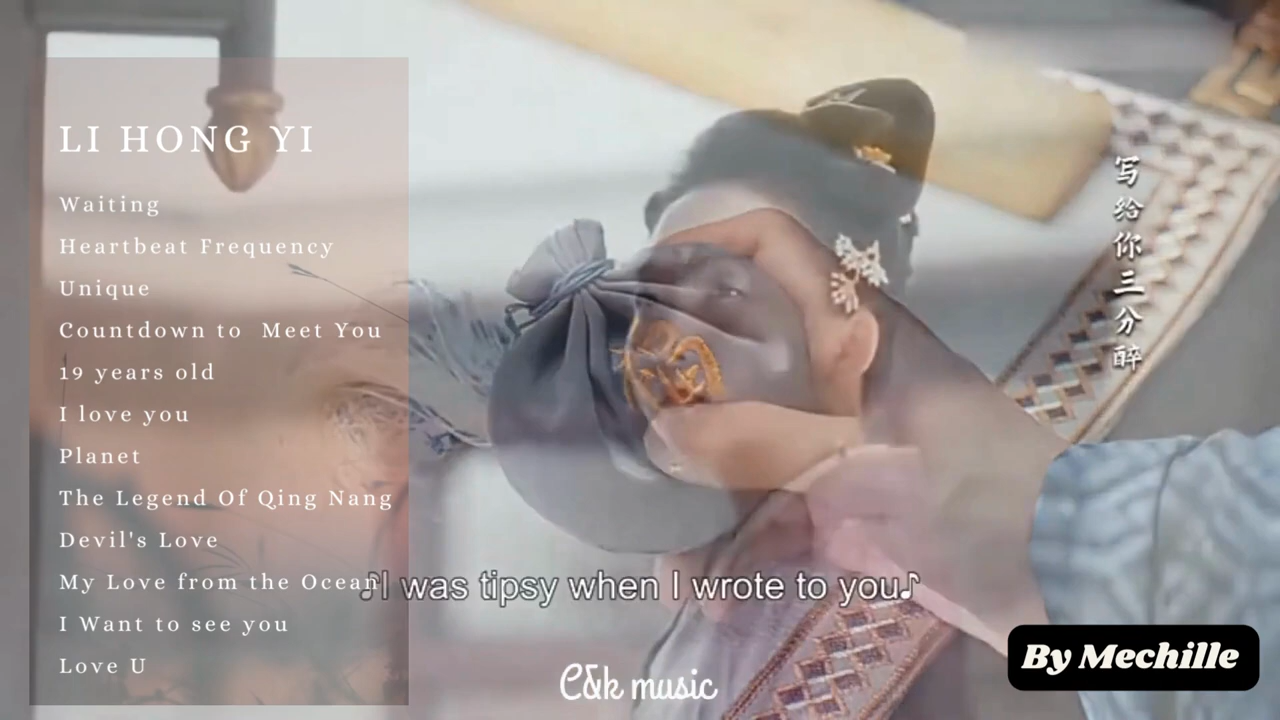 LI HONG YI
Waiting
Heartbeat Frequency
Unique
Countdown to Meet You
19 years old
I love you
Planet
The Legend Of Qing Nang
Devil's Love
My Love from the Ocean
I Want to see you
Love U
写给你三分醉
♪I was tipsy when I wrote to you♪
C&k music
By Mechille